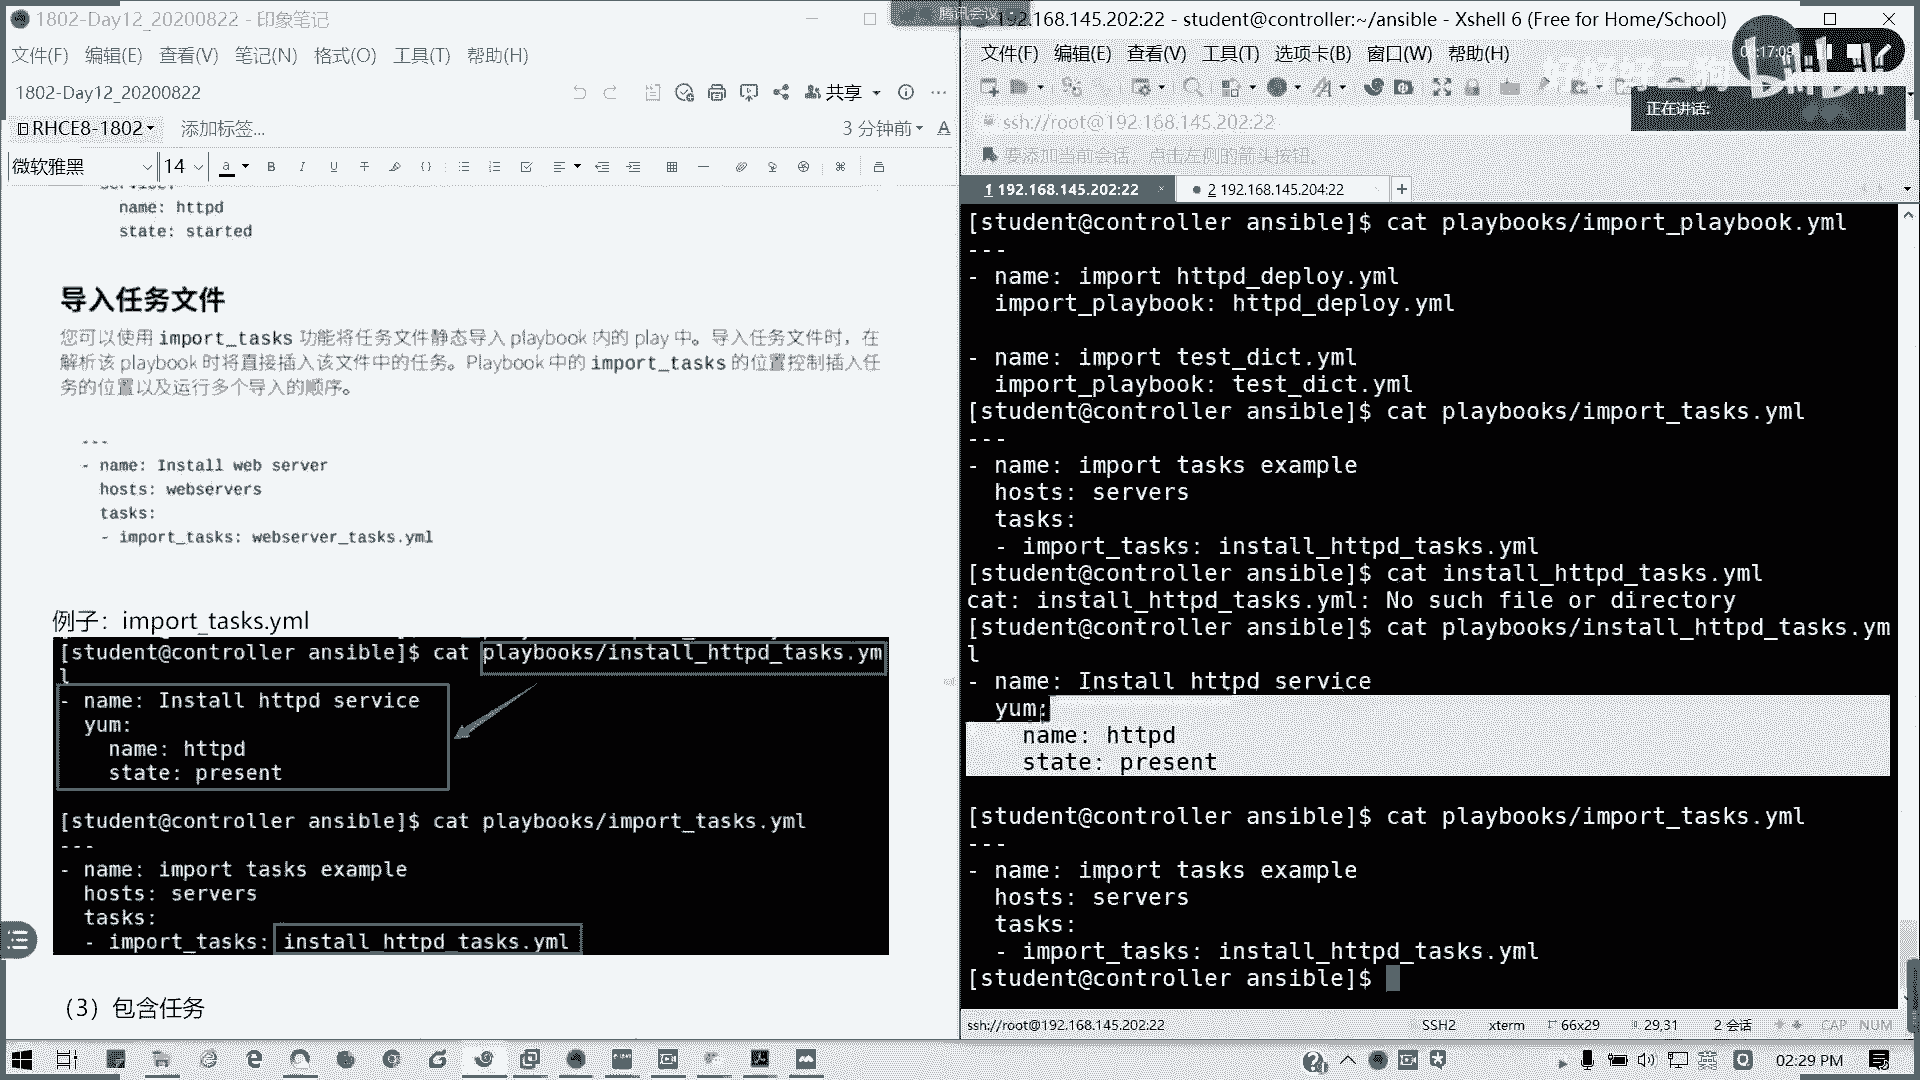 1802-Day12_20200822 - 印象笔记
文件(F) 编辑(E) 查看(V) 笔记(N) 格式(O) 工具(T) 帮助(H)
1802-Day12_20200822
共享
RHCE8-1802
添加标签...
3 分钟前
微软雅黑
14
name: httpd
state: started
导入任务文件
您可以使用 import_tasks 功能将任务文件静态导入 playbook 内的 play 中。导入任务文件时，在
解析该 playbook 时将直接插入该文件中的任务。Playbook 中的 import_tasks 的位置控制插入任
务的位置以及运行多个导入的顺序。
---
- name: Install web server
hosts: webservers
tasks:
- import_tasks: webserver_tasks.yml
例子：import_tasks.yml
[student@controller ansible]$ cat playbooks/install_httpd_tasks.ym
l
- name: Install httpd service
yum:
name: httpd
state: present
[student@controller ansible]$ cat playbooks/import_tasks.yml
---
- name: import tasks example
hosts: servers
tasks:
- import_tasks: install_httpd_tasks.yml
（3）包含任务
腾讯会议
192.168.145.202:22 - student@controller:~/ansible - Xshell 6 (Free for Home/School)
文件(F) 编辑(E) 查看(V) 工具(T) 选项卡(B) 窗口(W) 帮助(H)
正在讲话:
ssh://root@192.168.145.202:22
要添加当前会话，点击左侧的箭头按钮。
1 192.168.145.202:22
2 192.168.145.204:22
[student@controller ansible]$ cat playbooks/import_playbook.yml
---
- name: import httpd_deploy.yml
import_playbook: httpd_deploy.yml
- name: import test_dict.yml
import_playbook: test_dict.yml
[student@controller ansible]$ cat playbooks/import_tasks.yml
---
- name: import tasks example
hosts: servers
tasks:
- import_tasks: install_httpd_tasks.yml
[student@controller ansible]$ cat install_httpd_tasks.yml
cat: install_httpd_tasks.yml: No such file or directory
[student@controller ansible]$ cat playbooks/install_httpd_tasks.ym
l
- name: Install httpd service
yum:
name: httpd
state: present
[student@controller ansible]$ cat playbooks/import_tasks.yml
---
- name: import tasks example
hosts: servers
tasks:
- import_tasks: install_httpd_tasks.yml
[student@controller ansible]$
ssh://root@192.168.145.202:22
SSH2 xterm 66x29 29,31 2 会话 CAP NUM
英
02:29 PM